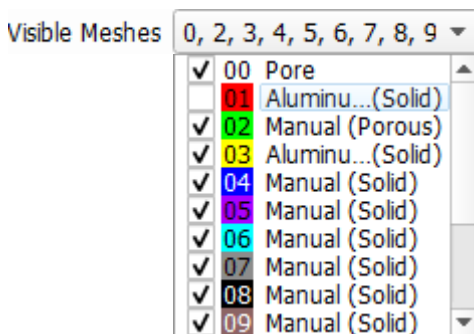 Visible Meshes 0, 2, 3, 4, 5, 6, 7, 8, 9
00 Pore
01 Aluminu...(Solid)
02 Manual (Porous)
03 Aluminu...(Solid)
04 Manual (Solid)
05 Manual (Solid)
06 Manual (Solid)
07 Manual (Solid)
08 Manual (Solid)
09 Manual (Solid)